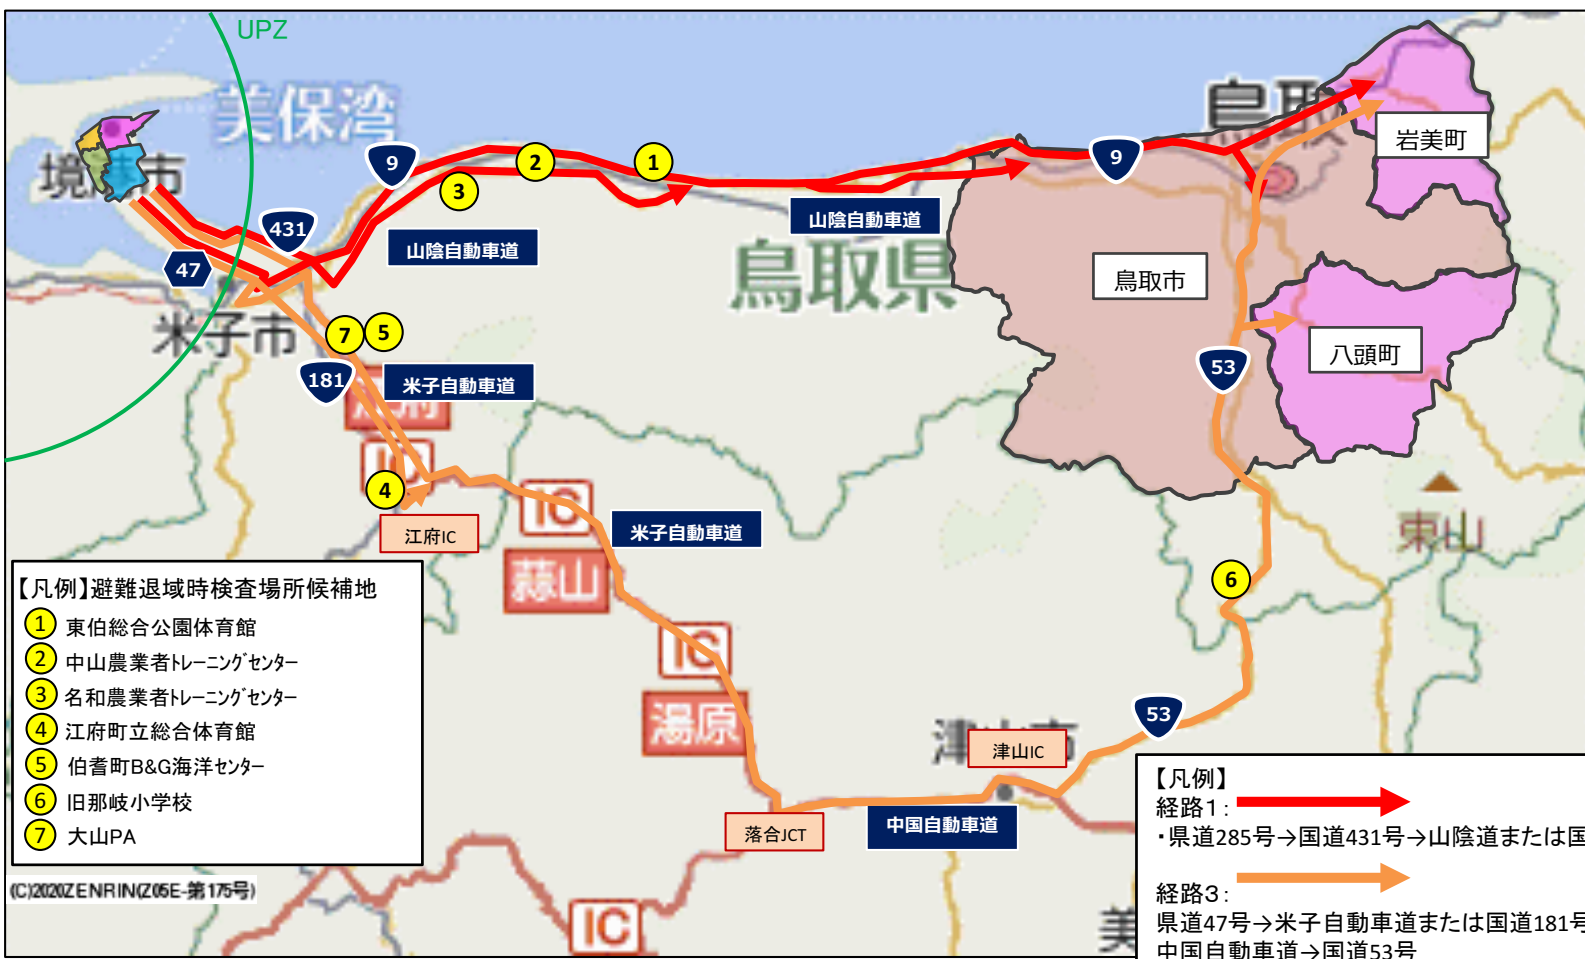 UPZ
美保湾
境港市
米子市
鳥取
鳥取県
岩美町
鳥取市
八頭町
9
9
431
47
181
53
53
山陰自動車道
山陰自動車道
米子自動車道
米子自動車道
中国自動車道
2
1
3
7
5
4
6
IC
江府IC
IC
蒜山
IC
湯原
落合JCT
津山IC
東山
IC
美
【凡例】避難退域時検査場所候補地
1 東伯総合公園体育館
2 中山農業者トレーニングセンター
3 名和農業者トレーニングセンター
4 江府町立総合体育館
5 伯耆町B&G海洋センター
6 旧那岐小学校
7 大山PA
(C)2020ZENRIN(Z05E-第175号)
【凡例】
経路1:
・県道285号→国道431号→山陰道または国
経路3:
県道47号→米子自動車道または国道181号
中国自動車道→国道53号